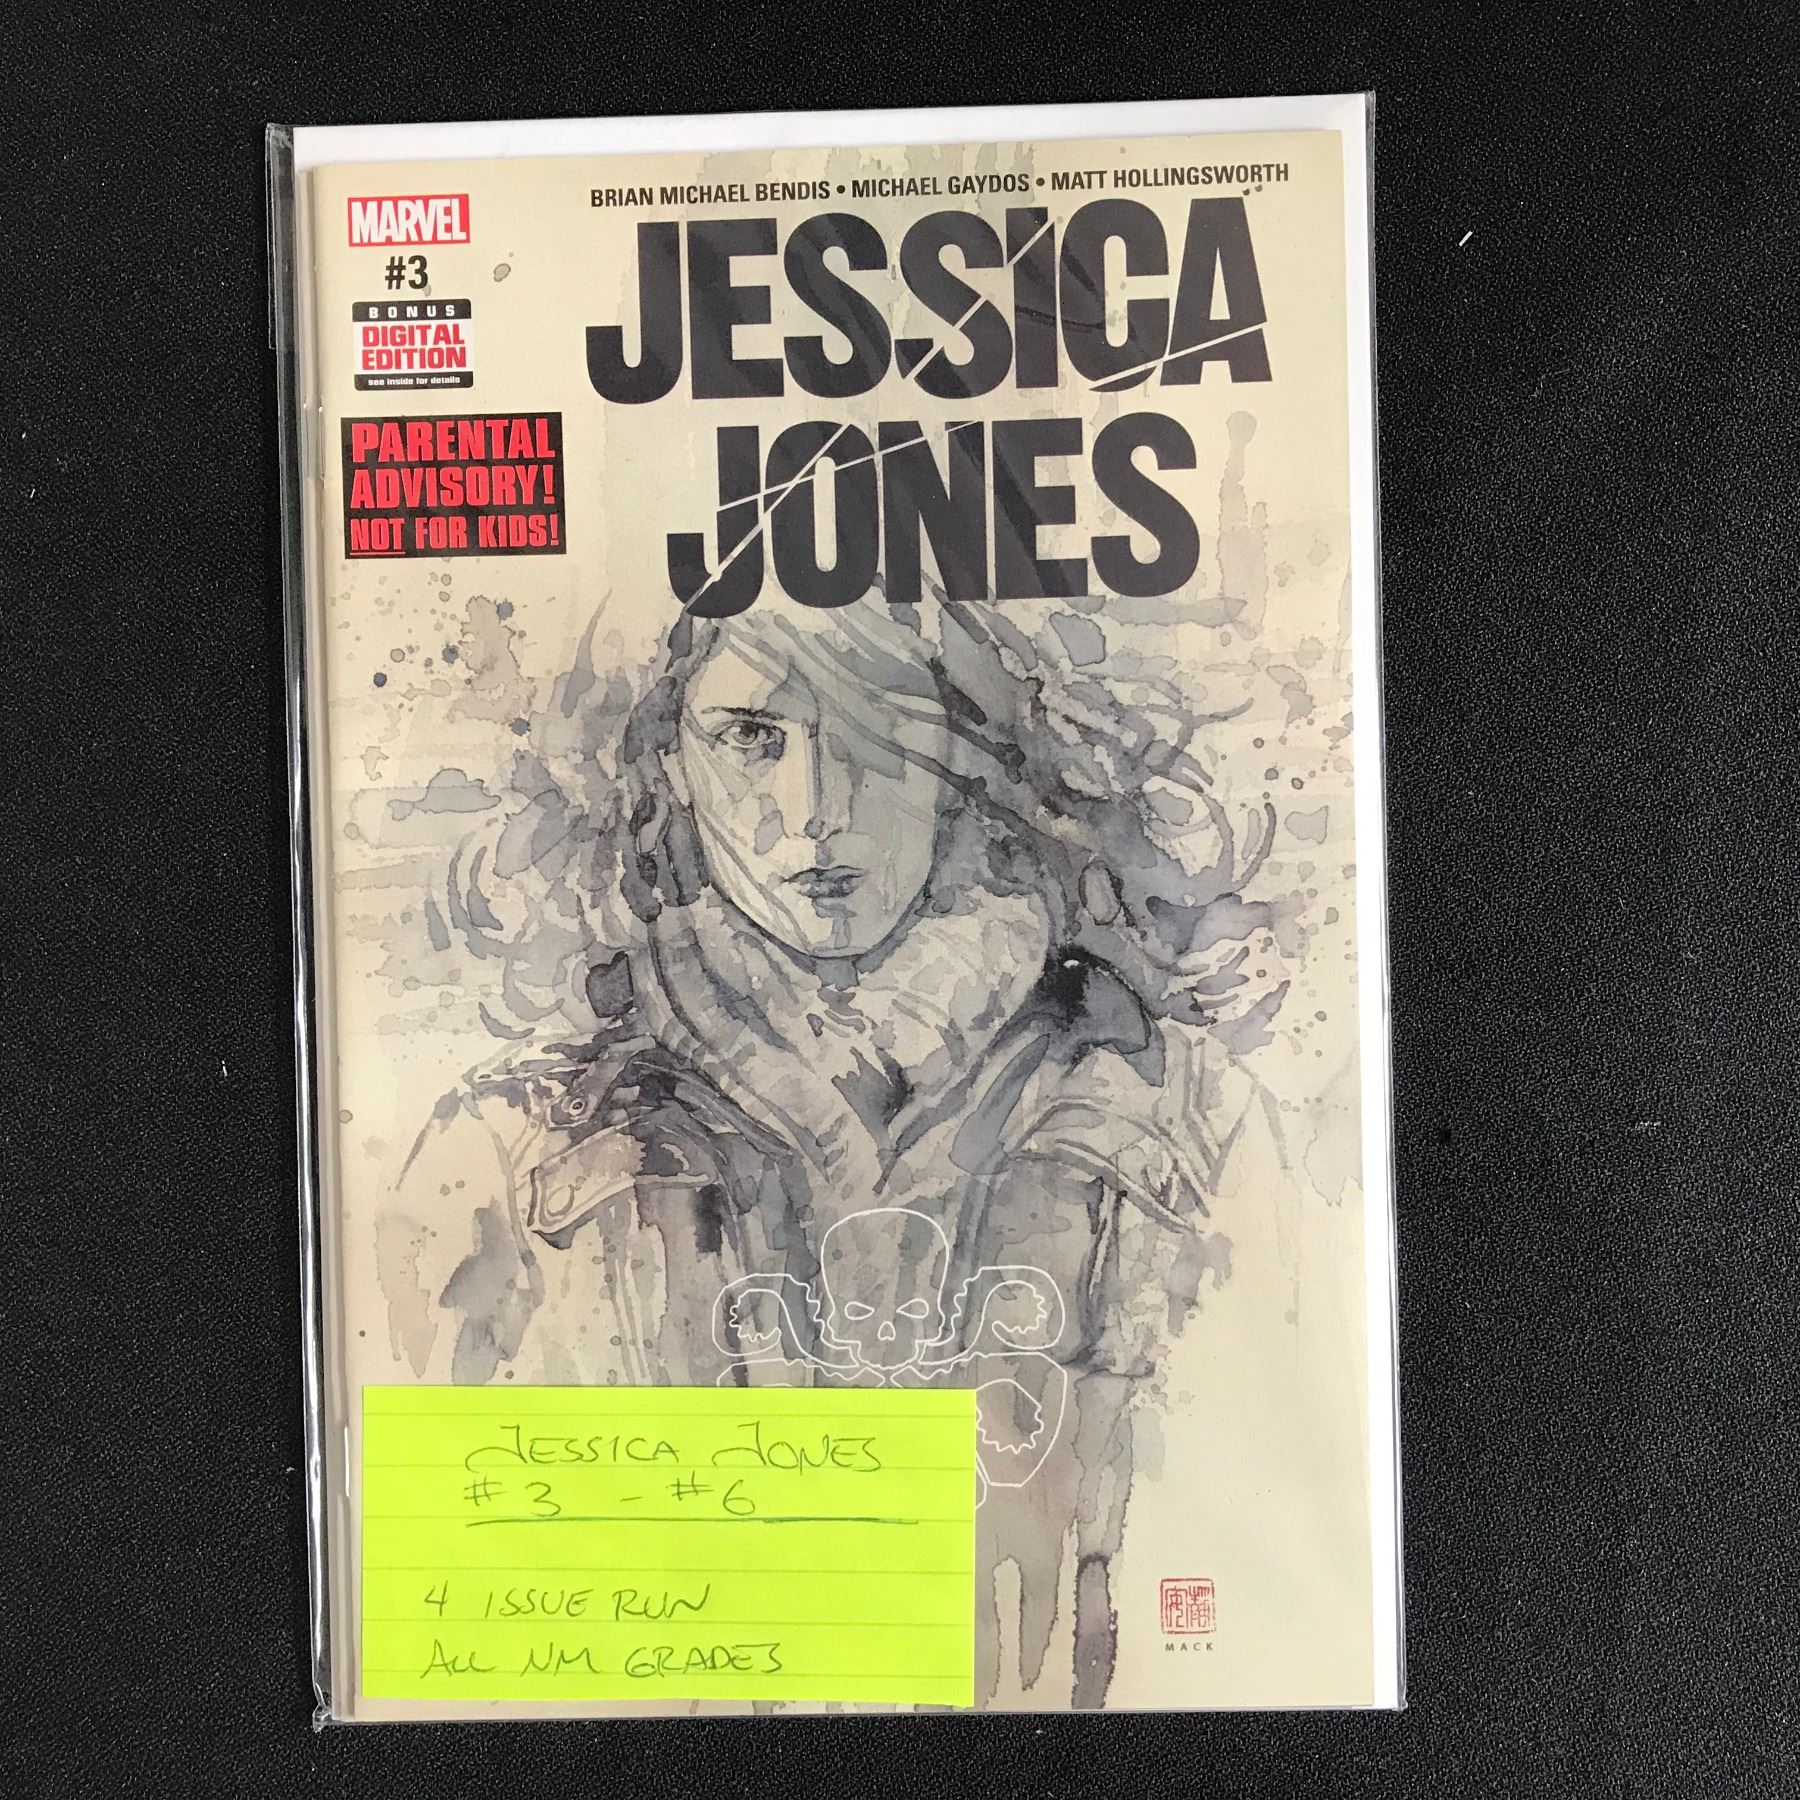 BRIAN MICHAEL BENDIS • MICHAEL GAYDOS • MATT HOLLINGSWORTH
MARVEL
#3
BONUS
DIGITAL
EDITION
see inside for details
PARENTAL
ADVISORY!
NOT FOR KIDS!
JESSICA
JONES
JESSICA JONES
#3 - #6
4 ISSUE RUN
ALL NM GRADES
MACK